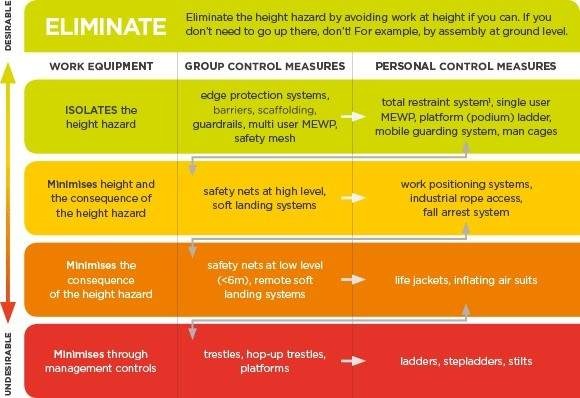 DESIRABLE
ELIMINATE
Eliminate the height hazard by avoiding work at height if you can. If you
don't need to go up there, don't! For example, by assembly at ground level.
WORK EQUIPMENT
GROUP CONTROL MEASURES
PERSONAL CONTROL MEASURES
ISOLATES the
height hazard
edge protection systems,
barriers, scaffolding,
guardrails, multi user MEWP,
safety mesh
total restraint system¹, single user
MEWP, platform (podium) ladder,
mobile guarding system, man cages
Minimises height and
the consequence of
the height hazard
safety nets at high level,
soft landing systems
work positioning systems,
industrial rope access,
fall arrest system
Minimises the
consequence
of the height hazard
safety nets at low level
(<6m), remote soft
landing systems
life jackets, inflating air suits
Minimises through
management controls
trestles, hop-up trestles,
platforms
ladders, stepladders, stilts
UNDESIRABLE